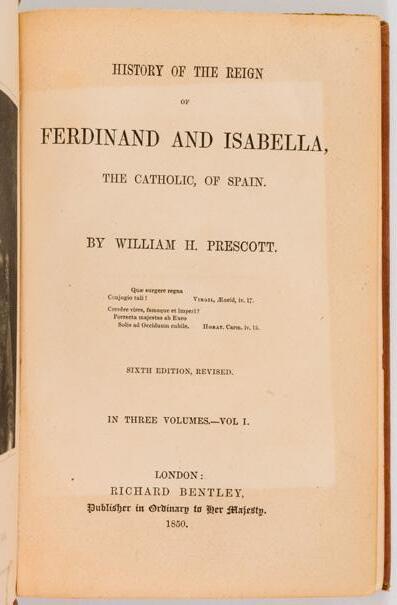 HISTORY OF THE REIGN
OF
FERDINAND AND ISABELLA,
THE CATHOLIC, OF SPAIN.
BY WILLIAM H. PRESCOTT.
Quæ surgere regna
Conjugio tali! VIRGIL, Æneid, iv. 17.
Crevêre vires, famaque et imperi
Porrecta majestas ab Euro
Solis ad Occiduum cubile. HORAT. Carm. iv. 15.
SIXTH EDITION, REVISED.
IN THREE VOLUMES.—VOL I.
LONDON:
RICHARD BENTLEY,
Publisher in Ordinary to Her Majesty.
1850.